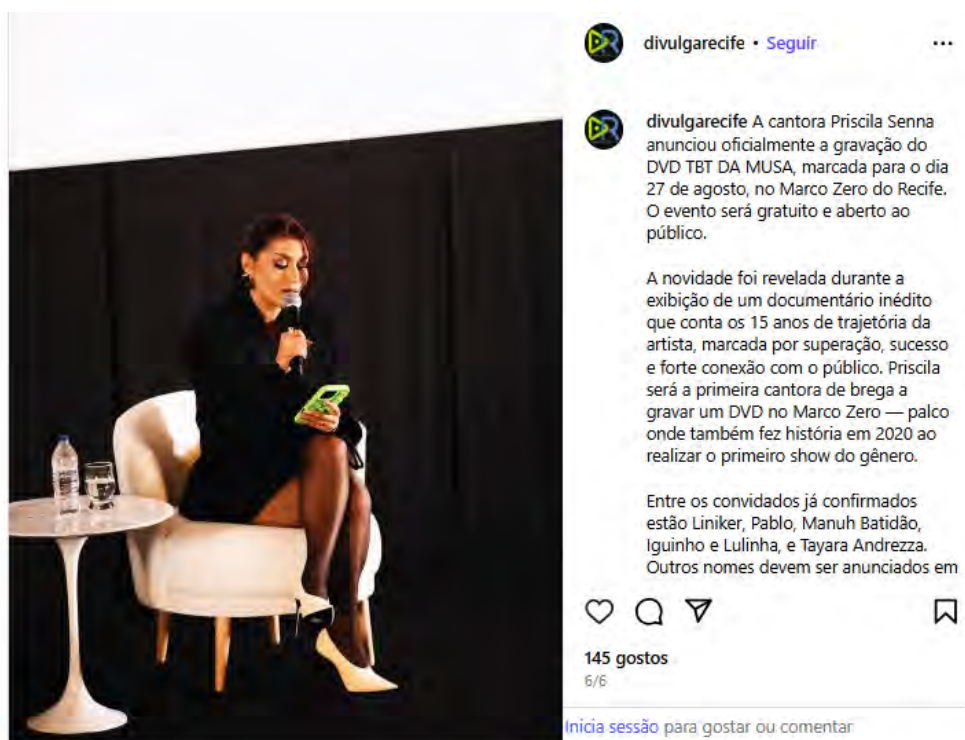 divulgarecife • Seguir
divulgarecife A cantora Priscila Senna
anunciou oficialmente a gravação do
DVD TBT DA MUSA, marcada para o dia
27 de agosto, no Marco Zero do Recife.
O evento será gratuito e aberto ao
público.
A novidade foi revelada durante a
exibição de um documentário inédito
que conta os 15 anos de trajetória da
artista, marcada por superação, sucesso
e forte conexão com o público. Priscila
será a primeira cantora de brega a
gravar um DVD no Marco Zero — palco
onde também fez história em 2020 ao
realizar o primeiro show do gênero.
Entre os convidados já confirmados
estão Liniker, Pablo, Manuh Batidão,
Iguinho e Lulinha, e Tayara Andrezza.
Outros nomes devem ser anunciados em
145 gostos
6/6
Inicia sessão para gostar ou comentar